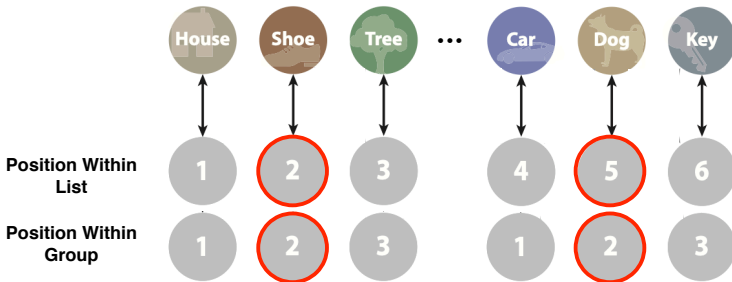 House Shoe Tree ... Car Dog Key
Position Within
List
1 2 3 4 5 6
Position Within
Group
1 2 3 1 2 3